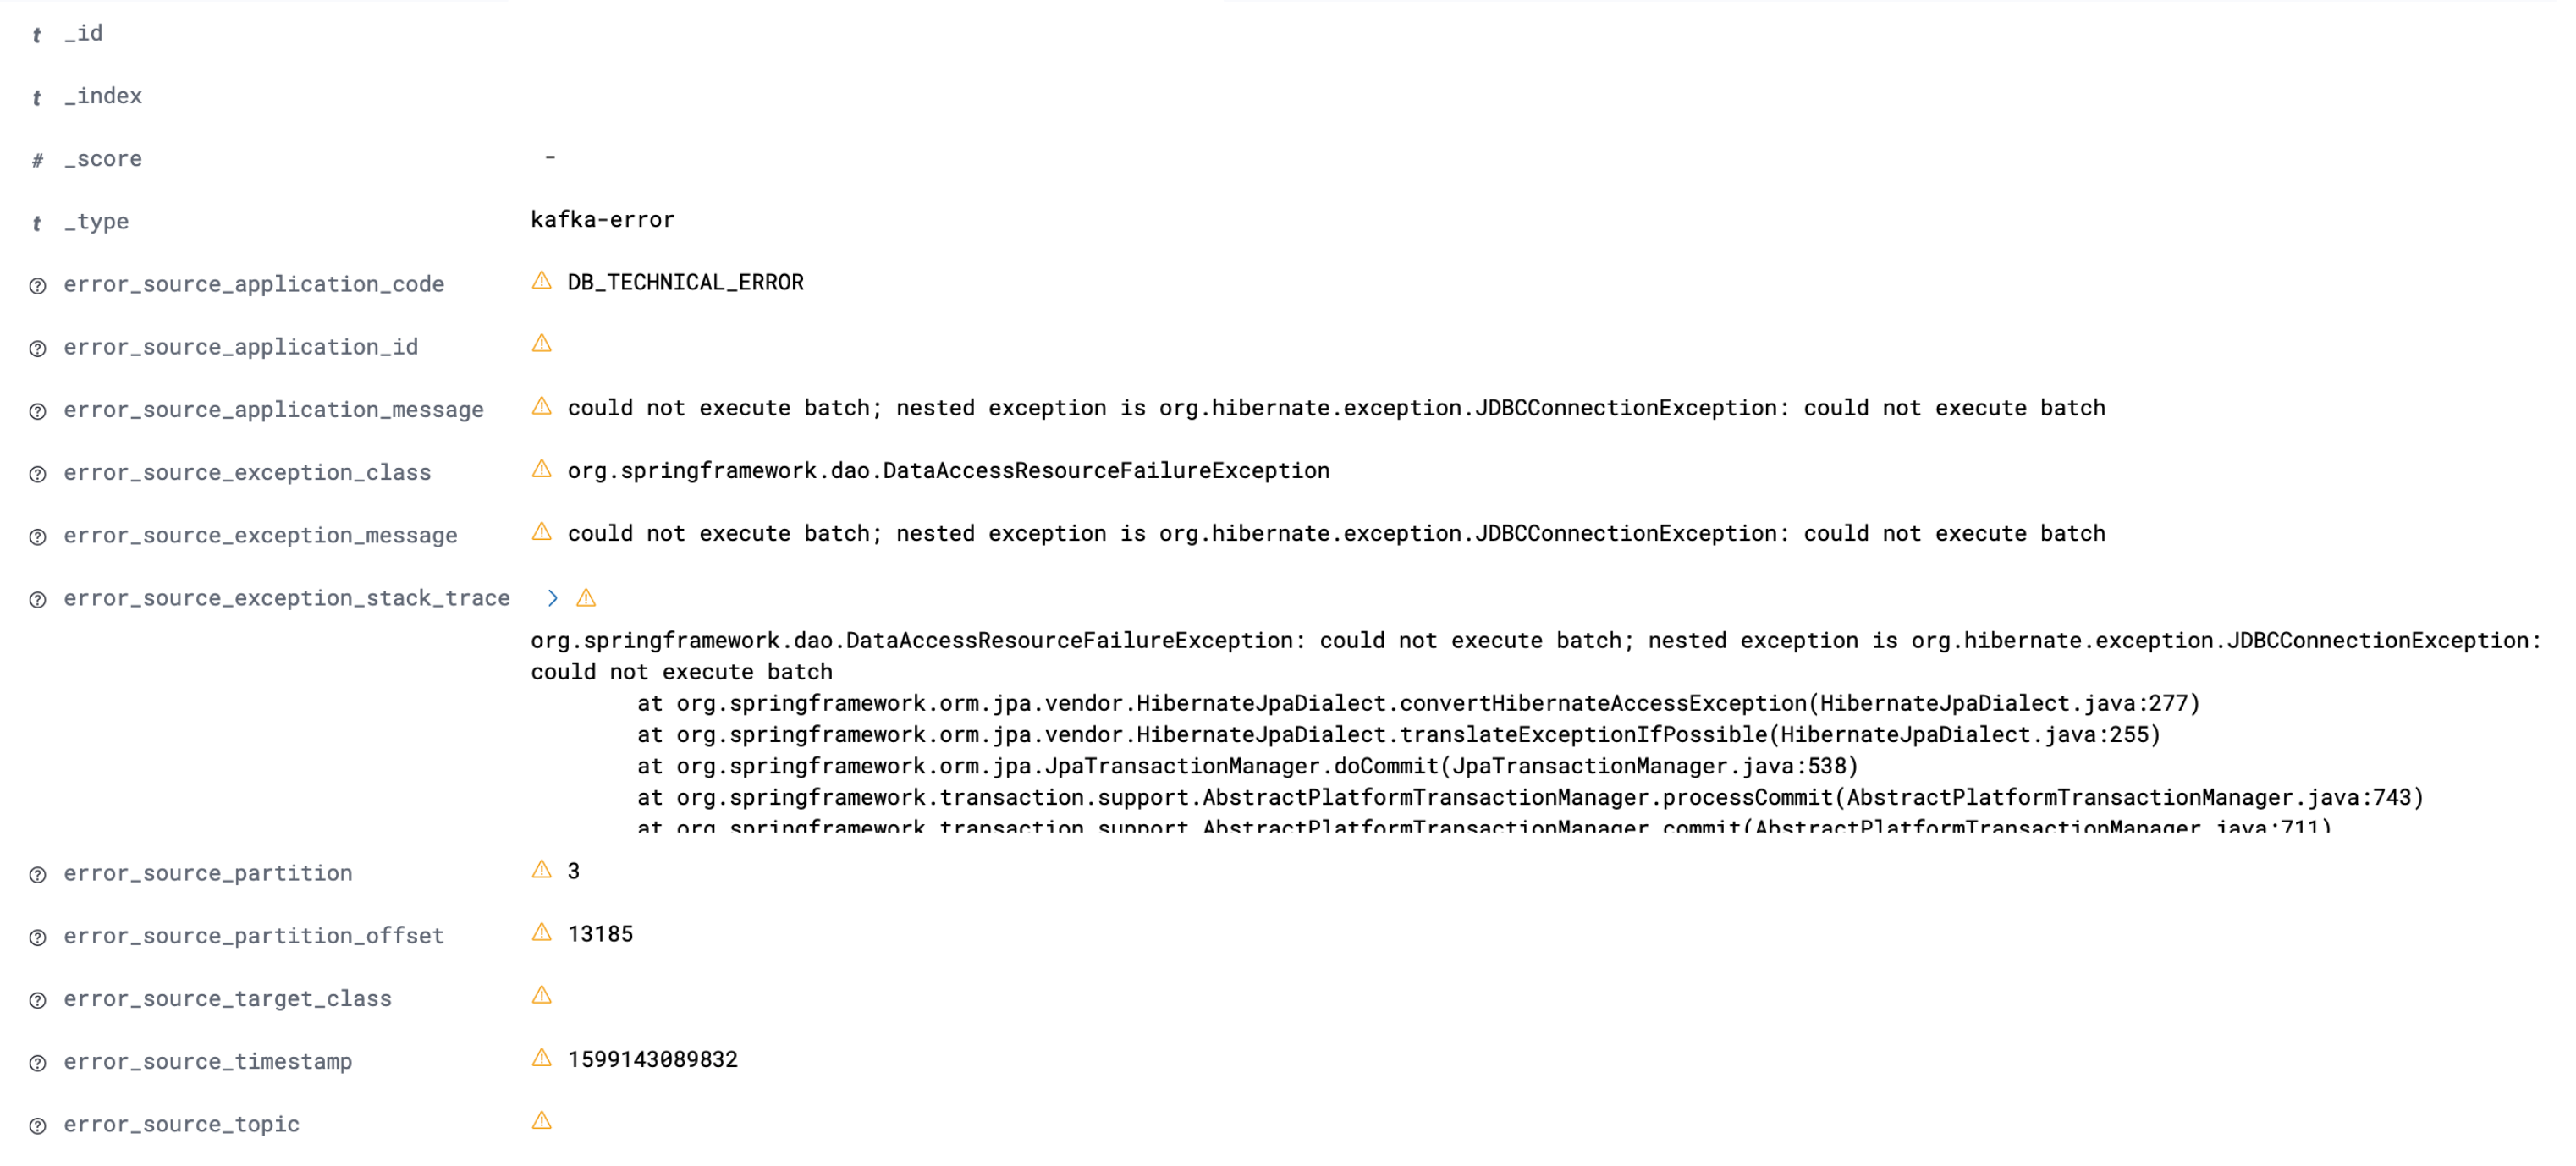 t _id
t _index
# _score -
t _type kafka-error
? error_source_application_code DB_TECHNICAL_ERROR
? error_source_application_id
? error_source_application_message could not execute batch; nested exception is org.hibernate.exception.JDBCConnectionException: could not execute batch
? error_source_exception_class org.springframework.dao.DataAccessResourceFailureException
? error_source_exception_message could not execute batch; nested exception is org.hibernate.exception.JDBCConnectionException: could not execute batch
? error_source_exception_stack_trace
org.springframework.dao.DataAccessResourceFailureException: could not execute batch; nested exception is org.hibernate.exception.JDBCConnectionException:
could not execute batch
at org.springframework.orm.jpa.vendor.HibernateJpaDialect.convertHibernateAccessException(HibernateJpaDialect.java:277)
at org.springframework.orm.jpa.vendor.HibernateJpaDialect.translateExceptionIfPossible(HibernateJpaDialect.java:255)
at org.springframework.orm.jpa.JpaTransactionManager.doCommit(JpaTransactionManager.java:538)
at org.springframework.transaction.support.AbstractPlatformTransactionManager.processCommit(AbstractPlatformTransactionManager.java:743)
at org.springframework.transaction.support.AbstractPlatformTransactionManager.commit(AbstractPlatformTransactionManager.java:711)
? error_source_partition 3
? error_source_partition_offset 13185
? error_source_target_class
? error_source_timestamp 1599143089832
? error_source_topic